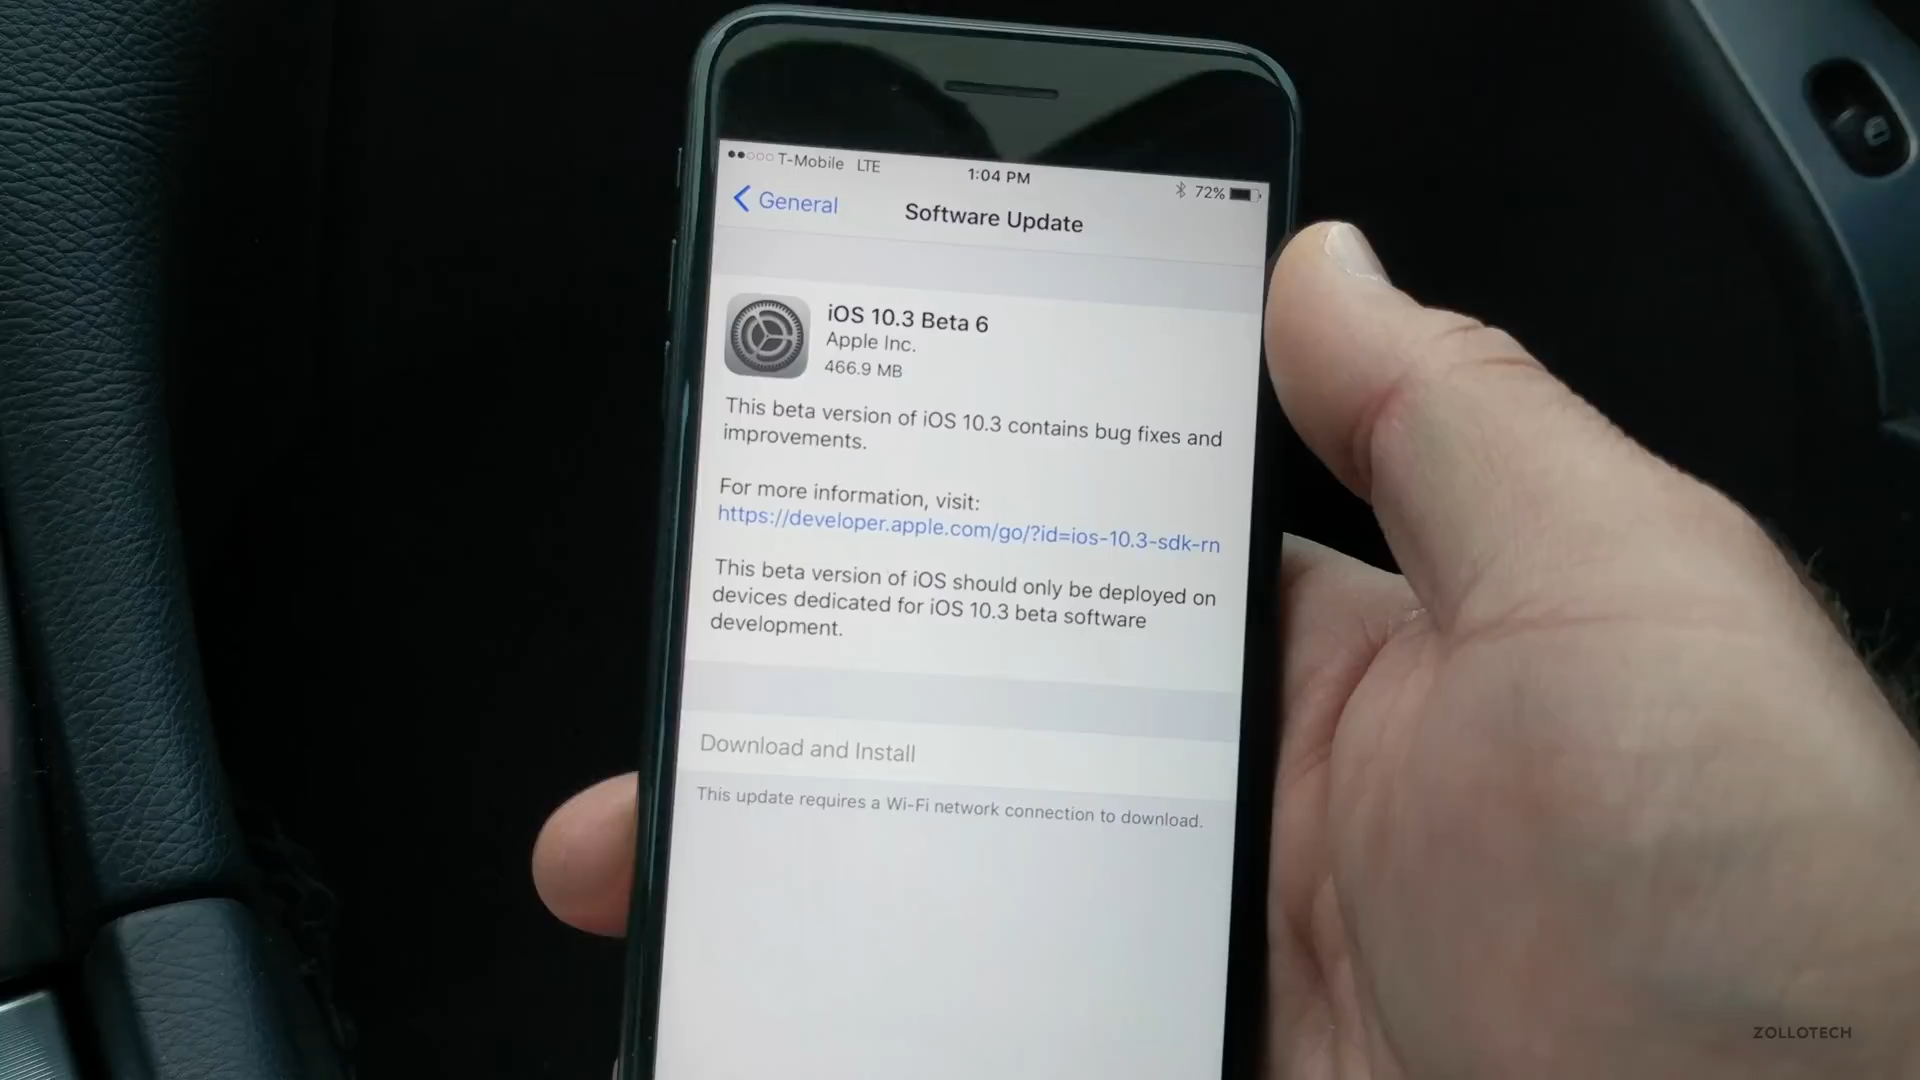 T-Mobile LTE 1:04 PM 72%
General Software Update
iOS 10.3 Beta 6
Apple Inc.
466.9 MB
This beta version of iOS 10.3 contains bug fixes and
improvements.
For more information, visit:
https://developer.apple.com/go/?id=ios-10.3-sdk-rn
This beta version of iOS should only be deployed on
devices dedicated for iOS 10.3 beta software
development.
Download and Install
This update requires a Wi-Fi network connection to download.
ZOLLOTECH